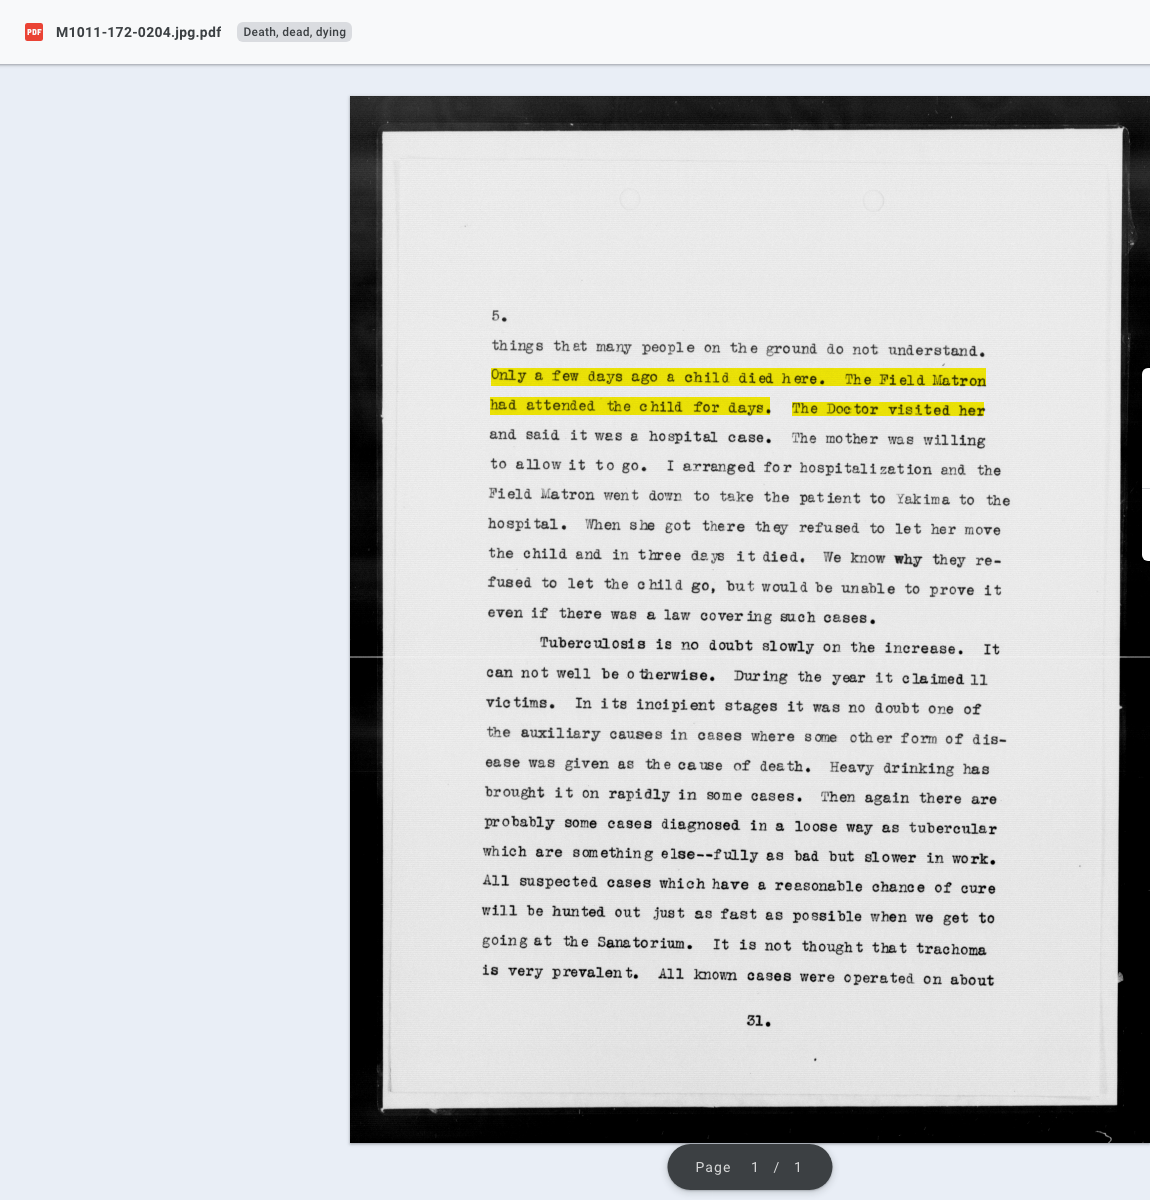 PDF M1011-172-0204.jpg.pdf Death, dead, dying
5.
things that many people on the ground do not understand.
Only a few days ago a child died here. The Field Matron
had attended the child for days. The Doctor visited her
and said it was a hospital case. The mother was willing
to allow it to go. I arranged for hospitalization and the
Field Matron went down to take the patient to Yakima to the
hospital. When she got there they refused to let her move
the child and in three days it died. We know why they re-
fused to let the child go, but would be unable to prove it
even if there was a law covering such cases.
Tuberculosis is no doubt slowly on the increase. It
can not well be otherwise. During the year it claimed 11
victims. In its incipient stages it was no doubt one of
the auxiliary causes in cases where some other form of dis-
ease was given as the cause of death. Heavy drinking has
brought it on rapidly in some cases. Then again there are
probably some cases diagnosed in a loose way as tubercular
which are something else--fully as bad but slower in work.
All suspected cases which have a reasonable chance of cure
will be hunted out just as fast as possible when we get to
going at the Sanatorium. It is not thought that trachoma
is very prevalent. All known cases were operated on about
31.
Page 1 / 1